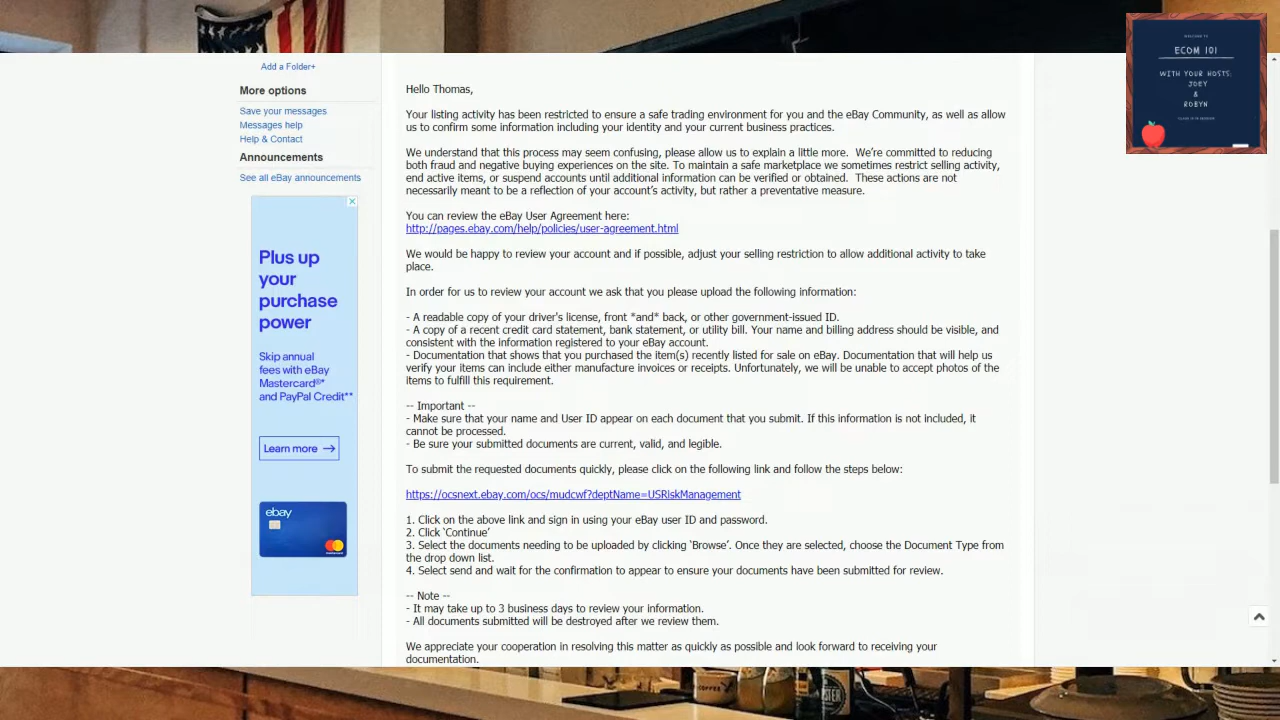 WELCOME TO
ECOM 101
WITH YOUR HOSTS:
JOEY
&
ROBYN
Add a Folder+
More options
Save your messages
Messages help
Help & Contact
Announcements
See all eBay announcements
Plus up
your
purchase
power
Skip annual
fees with eBay
Mastercard®*
and PayPal Credit**
Learn more →
ebay
Hello Thomas,
Your listing activity has been restricted to ensure a safe trading environment for you and the eBay Community, as well as allow
us to confirm some information including your identity and your current business practices.
We understand that this process may seem confusing, please allow us to explain a little more.  We’re committed to reducing
both fraud and negative buying experiences on the site. To maintain a safe marketplace we sometimes restrict selling activity,
end active items, or suspend accounts until additional information can be verified or obtained.  These actions are not
necessarily meant to be a reflection of your account’s activity, but rather a preventative measure.
You can review the eBay User Agreement here:
http://pages.ebay.com/help/policies/user-agreement.html
We would be happy to review your account and if possible, adjust your selling restriction to allow additional activity to take
place.
In order for us to review your account we ask that you please upload the following information:
- A readable copy of your driver's license, front *and* back, or other government-issued ID.
- A copy of a recent credit card statement, bank statement, or utility bill. Your name and billing address should be visible, and
consistent with the information registered to your eBay account.
- Documentation that shows that you purchased the item(s) recently listed for sale on eBay. Documentation that will help us
verify your items can include either manufacture invoices or receipts. Unfortunately, we will be unable to accept photos of the
items to fulfill this requirement.
-- Important --
- Make sure that your name and User ID appear on each document that you submit. If this information is not included, it
cannot be processed.
- Be sure your submitted documents are current, valid, and legible.
To submit the requested documents quickly, please click on the following link and follow the steps below:
https://ocsnext.ebay.com/ocs/mudcwf?deptName=USRiskManagement
1. Click on the above link and sign in using your eBay user ID and password.
2. Click ‘Continue’
3. Select the documents needing to be uploaded by clicking ‘Browse’. Once they are selected, choose the Document Type from
the drop down list.
4. Select send and wait for the confirmation to appear to ensure your documents have been submitted for review.
-- Note --
- It may take up to 3 business days to review your information.
- All documents submitted will be destroyed after we review them.
We appreciate your cooperation in resolving this matter as quickly as possible and look forward to receiving your
documentation.